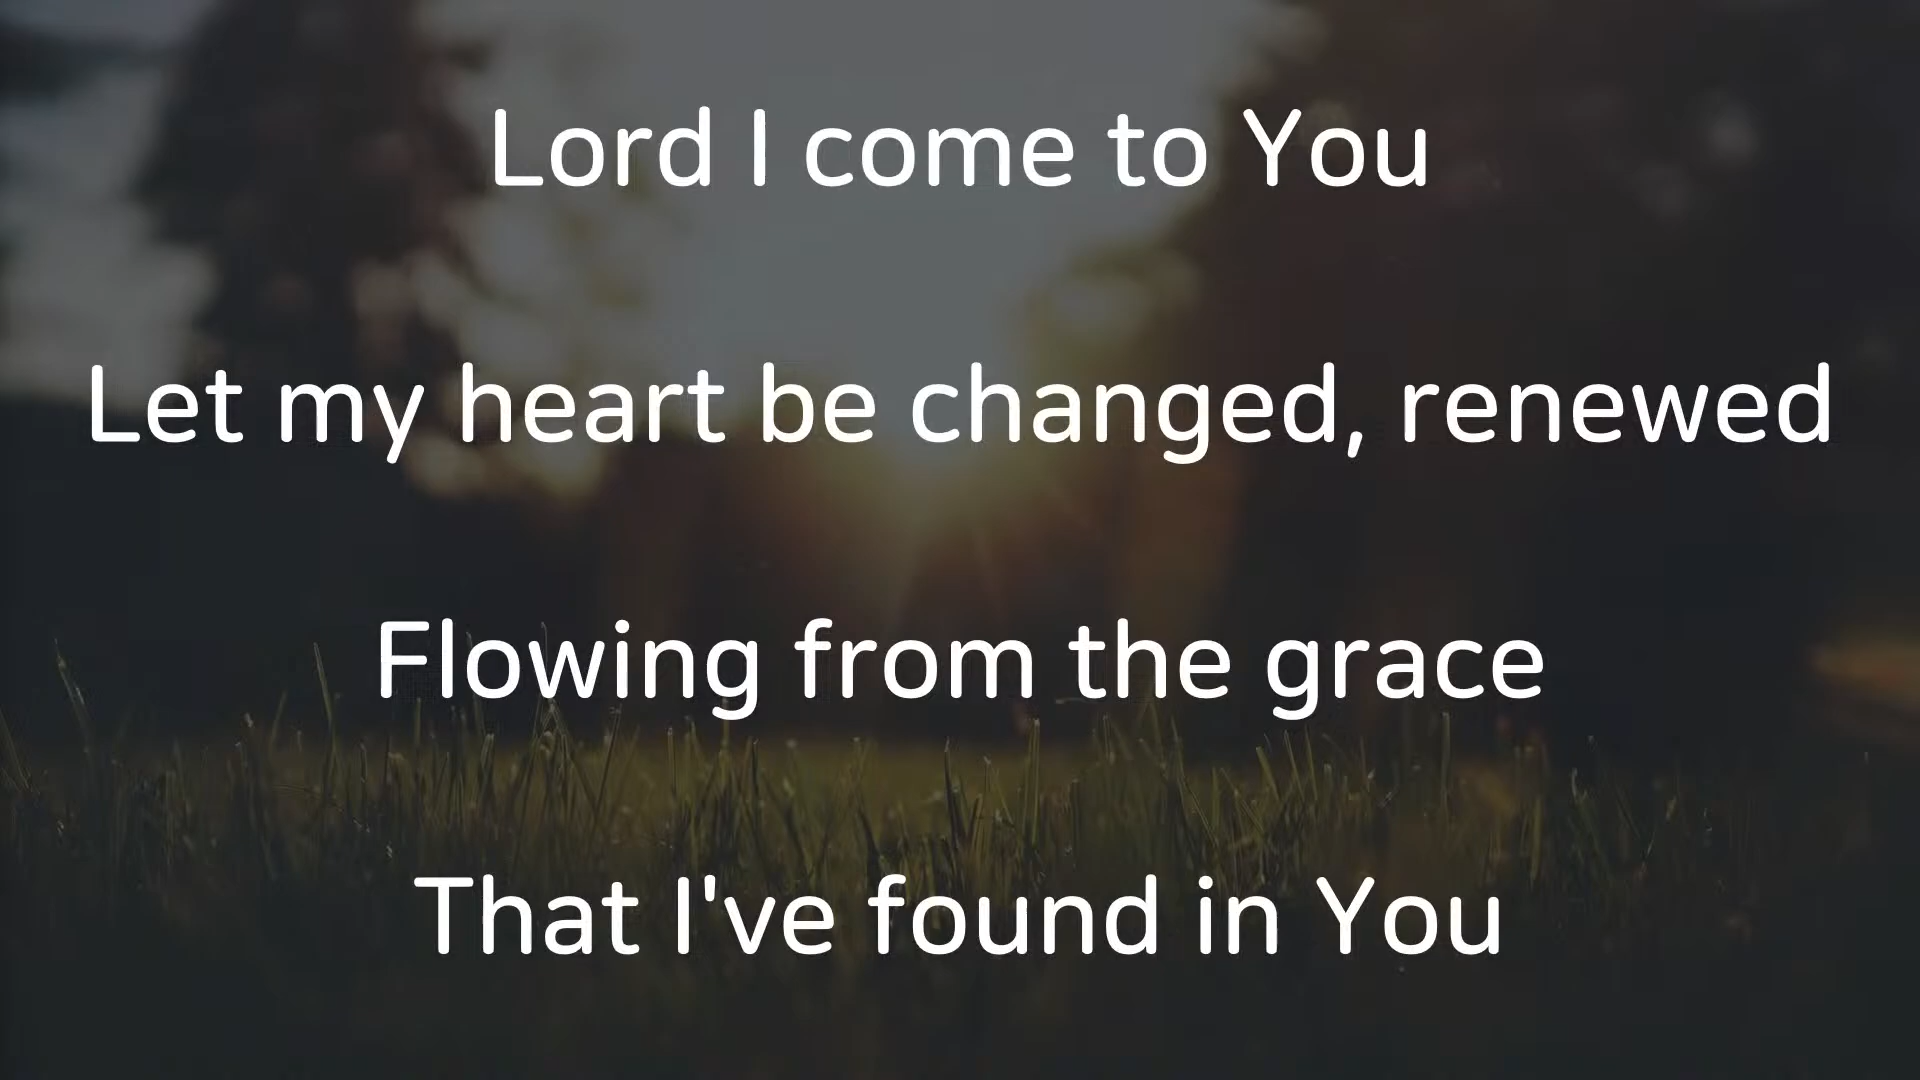 Lord I come to You
Let my heart be changed, renewed
Flowing from the grace
That I've found in You